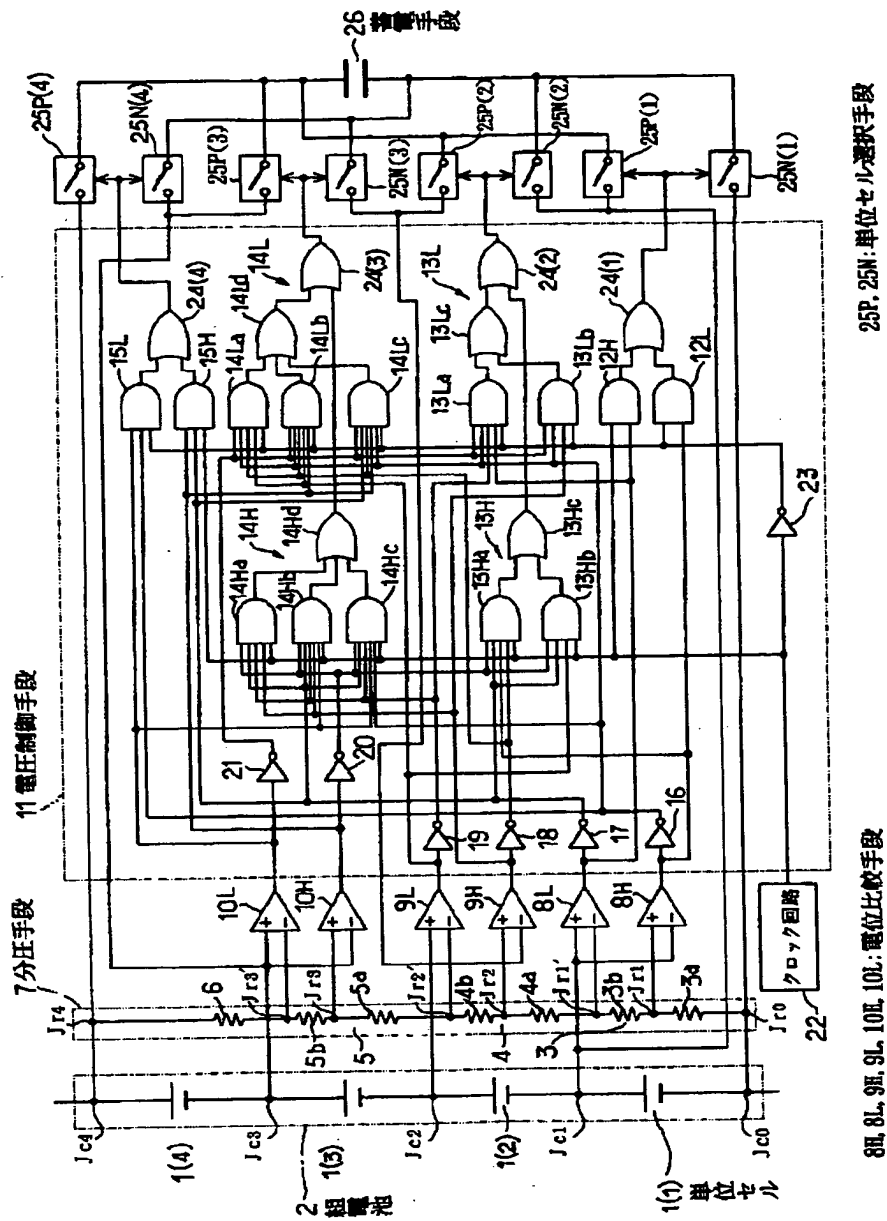 11 電圧制御手段
7 分圧手段
25P(4)
25N(4)
25P(3)
25N(3)
25P(2)
25N(2)
25P(1)
25N(1)
26
蓄電手段
Jr4
6
Jr3'
Jr3
5b
5a
5
Jr2'
4b
Jr2
4
4a
Jr1'
3b
3
Jr1
3a
Jr0
Jc4
1(4)
Jc3
2
組電池
1(3)
Jc2
1(2)
Jc1
1(1)
単位セル
Jc0
10L
10H
9L
9H
8L
8H
+
−
+
−
+
−
+
−
+
−
+
−
21
20
19
18
17
16
クロック回路
22
23
14H
14Ha
14Hb
14Hc
14Hd
13H
13Ha
13Hb
13Hc
15L
15H
24(4)
14L
14La
14Lb
14Lc
14Ld
24(3)
13L
13La
13Lb
13Lc
24(2)
12H
12L
24(1)
8H, 8L, 9H, 9L, 10H, 10L:電位比較手段
25P, 25N:単位セル選択手段